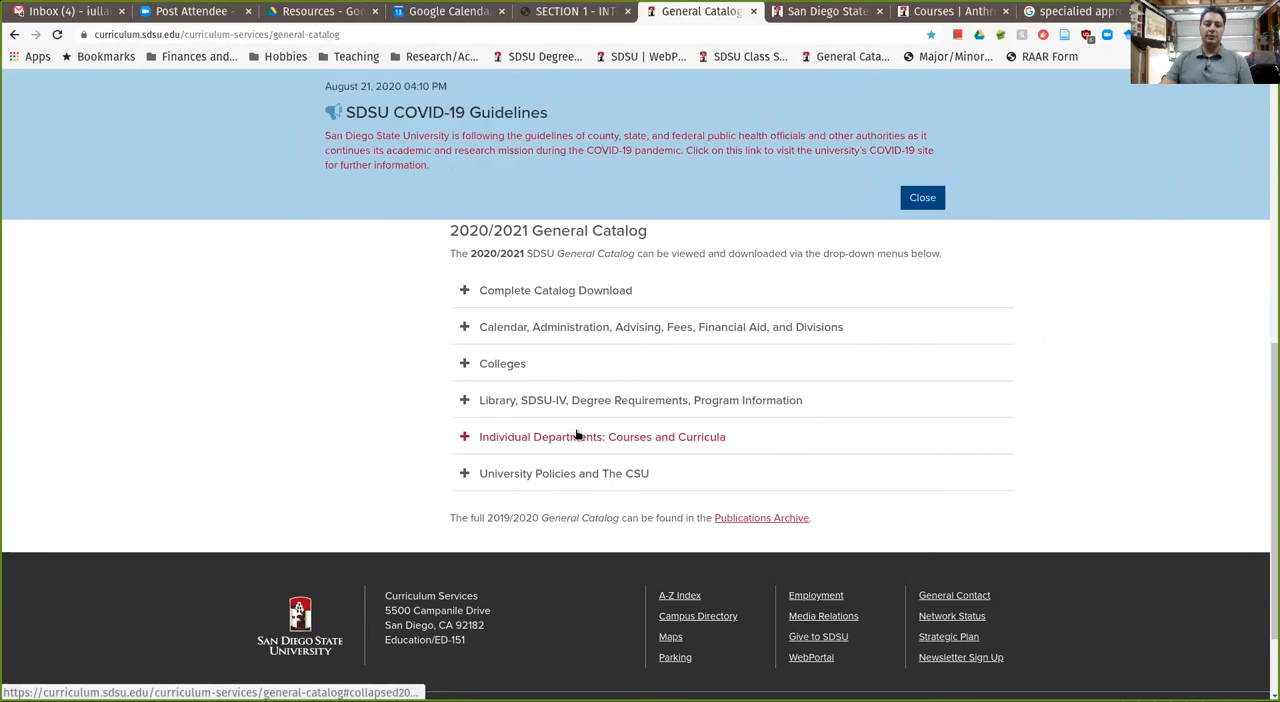 Inbox (4) - iulla
Post Attendee -
Resources - Goo
Google Calenda
SECTION 1 - INT
General Catalog
San Diego State
Courses | Anth
specialied appr
curriculum.sdsu.edu/curriculum-services/general-catalog
Apps
Bookmarks
Finances and...
Hobbies
Teaching
Research/Ac...
SDSU Degree...
SDSU | WebP...
SDSU Class S...
General Cata...
Major/Minor...
RAAR Form
August 21, 2020 04:10 PM
SDSU COVID-19 Guidelines
San Diego State University is following the guidelines of county, state, and federal public health officials and other authorities as it
continues its academic and research mission during the COVID-19 pandemic. Click on this link to visit the university's COVID-19 site
for further information.
Close
2020/2021 General Catalog
The 2020/2021 SDSU General Catalog can be viewed and downloaded via the drop-down menus below.
Complete Catalog Download
Calendar, Administration, Advising, Fees, Financial Aid, and Divisions
Colleges
Library, SDSU-IV, Degree Requirements, Program Information
Individual Departments: Courses and Curricula
University Policies and The CSU
The full 2019/2020 General Catalog can be found in the Publications Archive.
SAN DIEGO STATE
UNIVERSITY
Curriculum Services
5500 Campanile Drive
San Diego, CA 92182
Education/ED-151
A-Z Index
Campus Directory
Maps
Parking
Employment
Media Relations
Give to SDSU
WebPortal
General Contact
Network Status
Strategic Plan
Newsletter Sign Up
https://curriculum.sdsu.edu/curriculum-services/general-catalog#collapsed20...